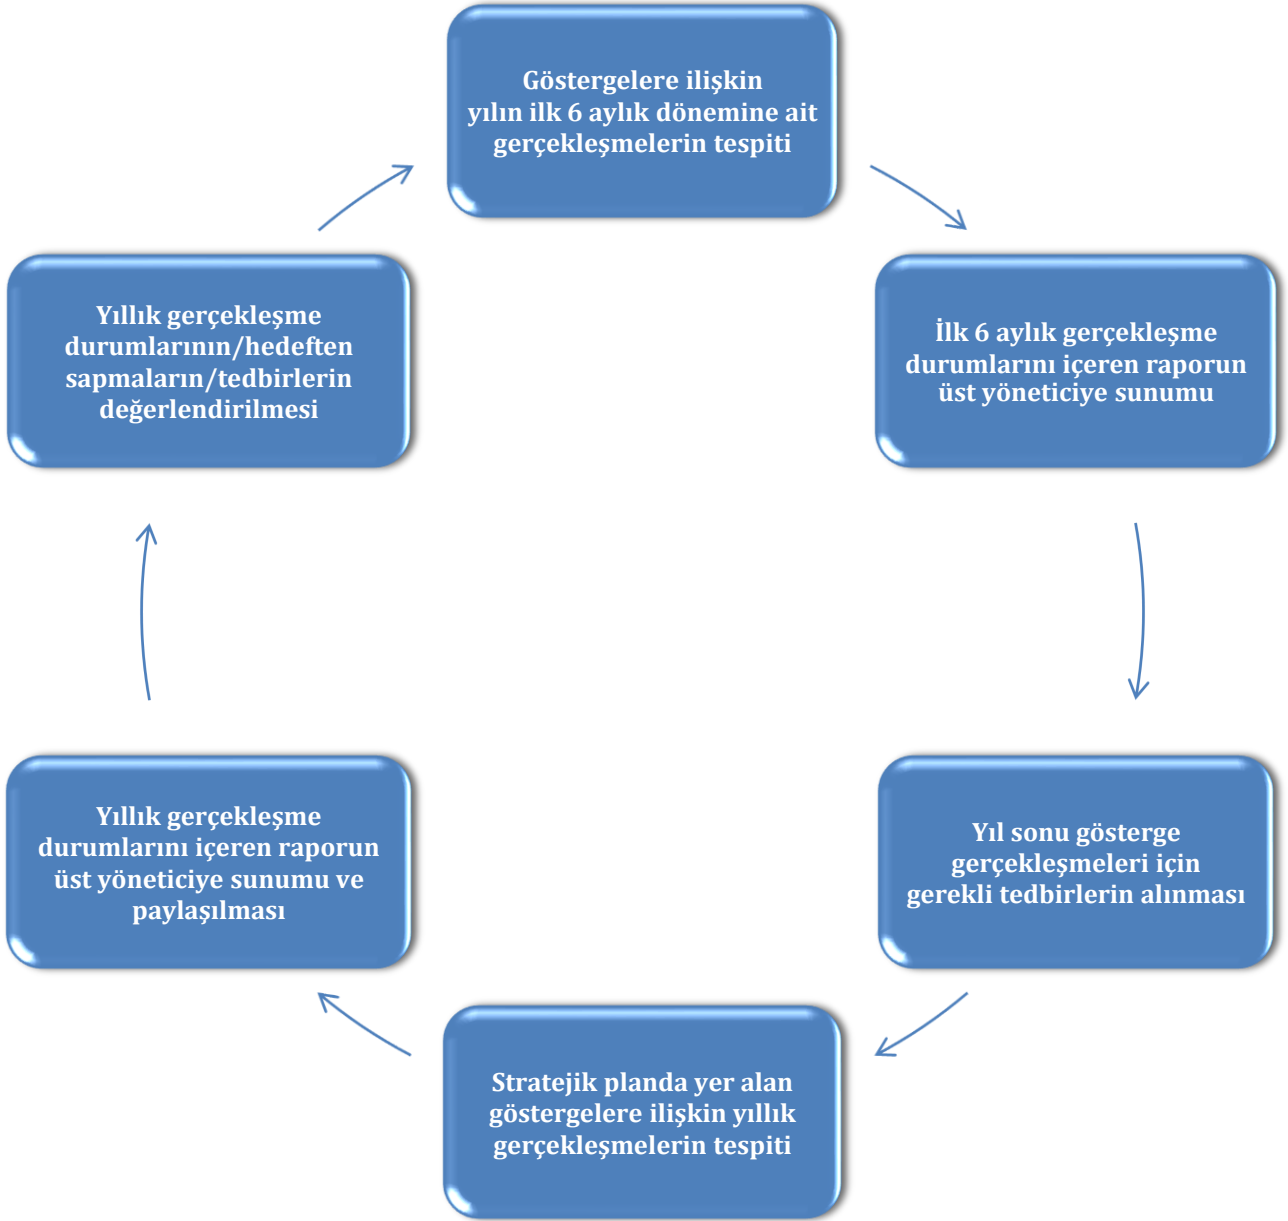 Göstergelere ilişkin
yılın ilk 6 aylık dönemine ait
gerçekleşmelerin tespiti
İlk 6 aylık gerçekleşme
durumlarını içeren raporun
üst yöneticiye sunumu
Yıl sonu gösterge
gerçekleşmeleri için
gerekli tedbirlerin alınması
Stratejik planda yer alan
göstergelere ilişkin yıllık
gerçekleşmelerin tespiti
Yıllık gerçekleşme
durumlarını içeren raporun
üst yöneticiye sunumu ve
paylaşılması
Yıllık gerçekleşme
durumlarının/hedeften
sapmaların/tedbirlerin
değerlendirilmesi